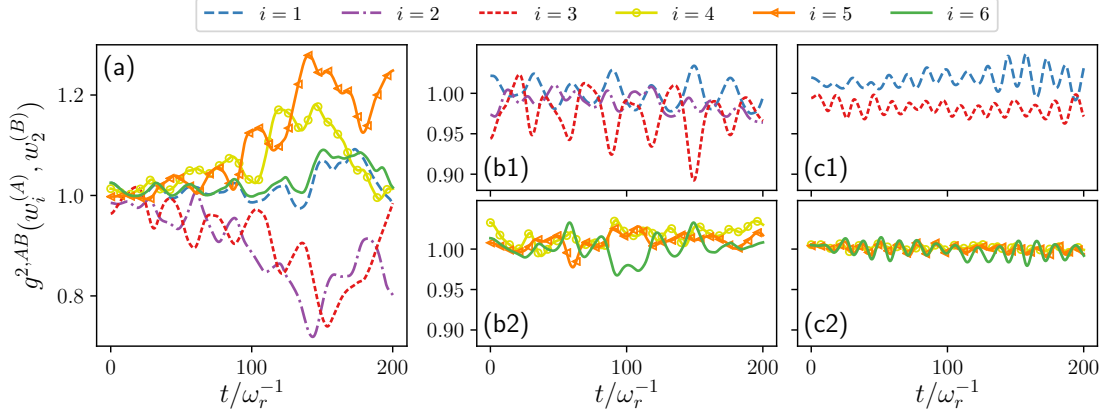 i = 1 i = 2 i = 3 i = 4 i = 5 i = 6
(a)
g^{2,AB}(w_i^{(A)}, w_2^{(B)})
1.2
1.0
0.8
0 100 200
t/ω_r^{-1}
(b1)
1.00
0.95
0.90
(c1)
(b2)
1.00
0.95
0.90
0 100 200
t/ω_r^{-1}
(c2)
0 100 200
t/ω_r^{-1}